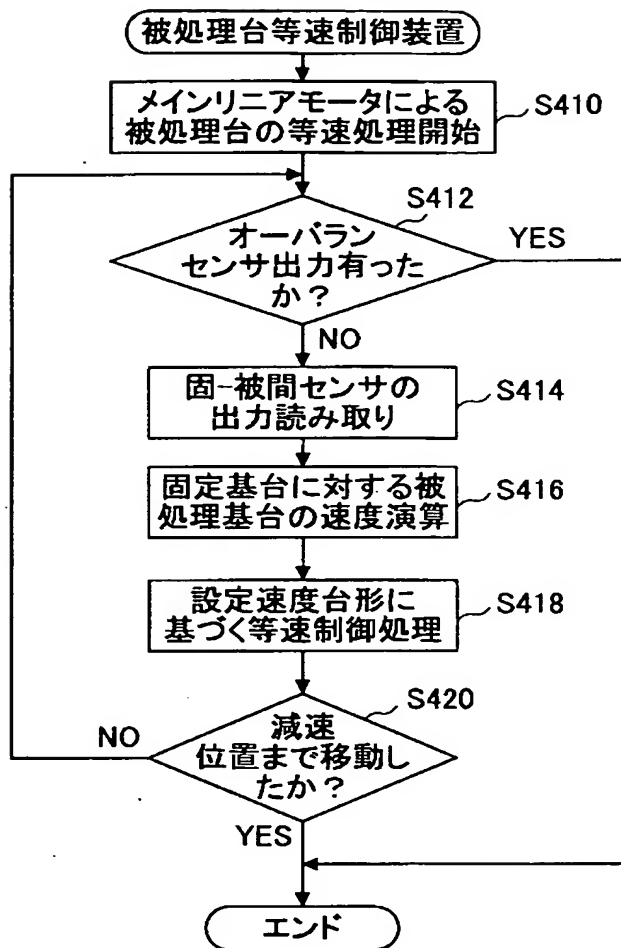 被処理台等速制御装置
メインリニアモータによる
被処理台の等速処理開始
S410
S412
オーバラン
センサ出力有ったか？
YES
NO
固-被間センサの
出力読み取り
S414
固定基台に対する被
処理基台の速度演算
S416
設定速度台形に
基づく等速制御処理
S418
S420
減速
位置まで移動し
たか？
NO
YES
エンド